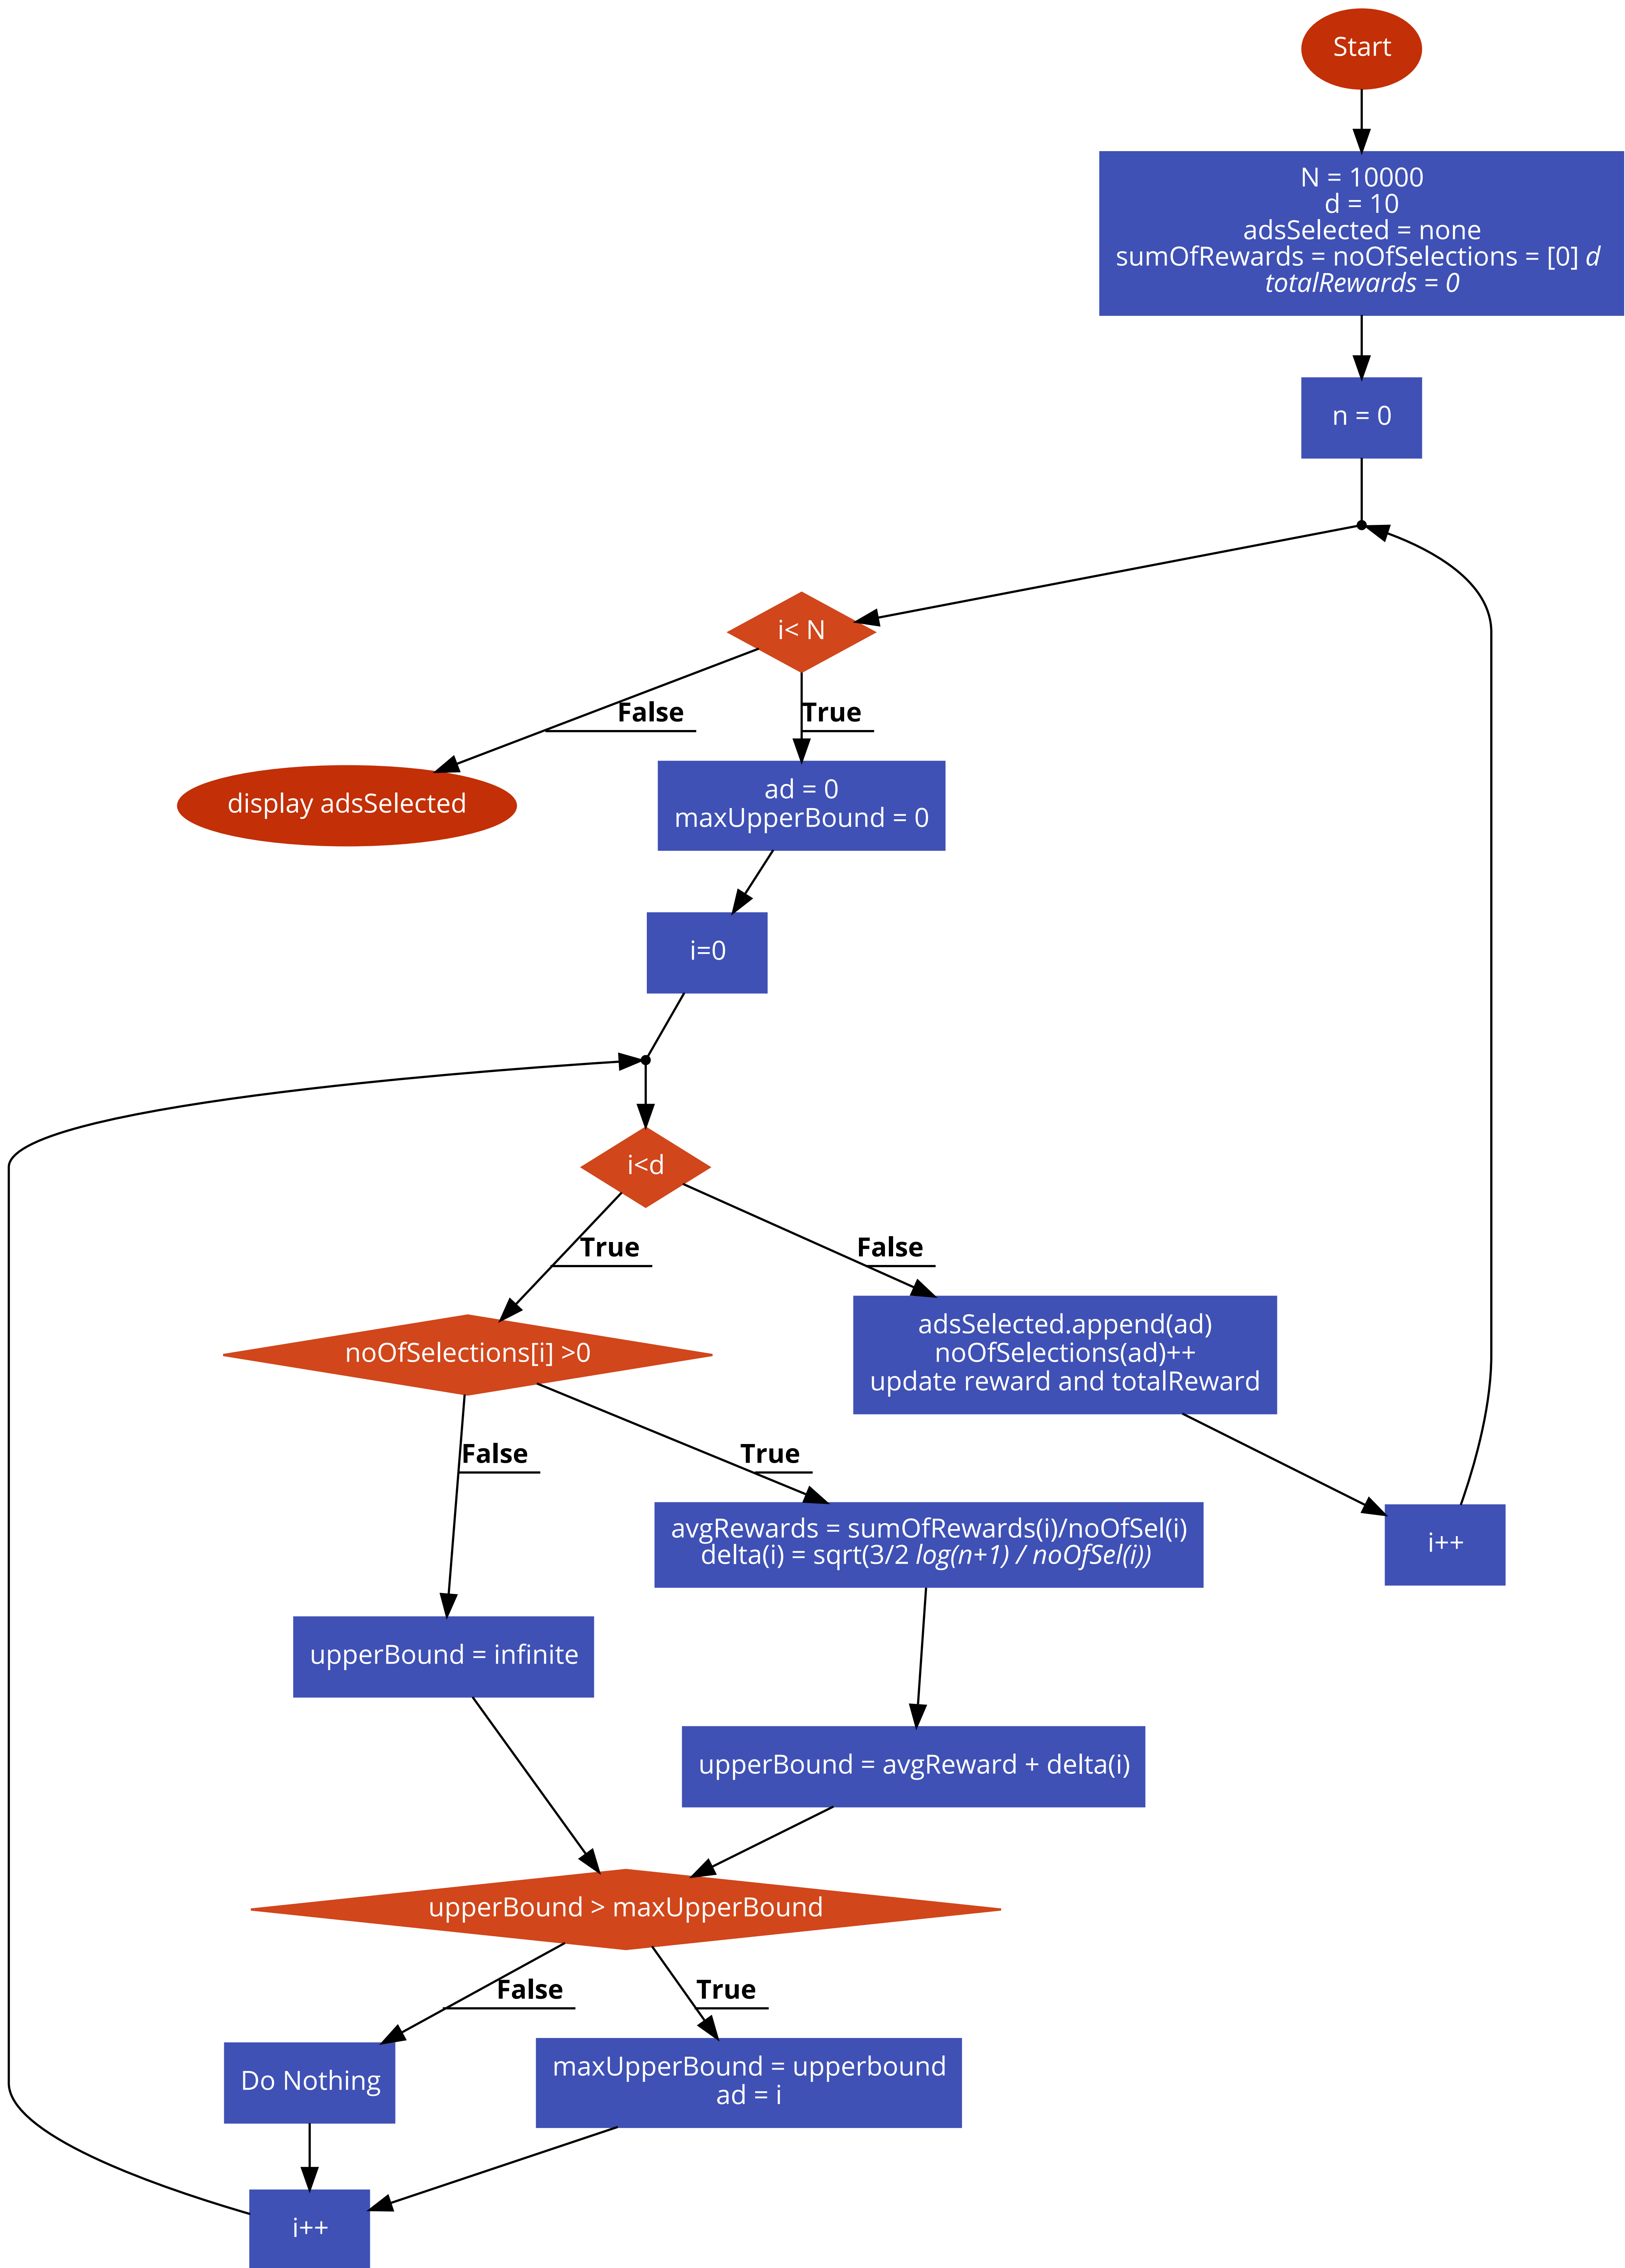 Start
N = 10000
d = 10
adsSelected = none
sumOfRewards = noOfSelections = [0] d
totalRewards = 0
n = 0
i< N
False
True
display adsSelected
ad = 0
maxUpperBound = 0
i=0
i<d
True
False
noOfSelections[i] >0
adsSelected.append(ad)
noOfSelections(ad)++
update reward and totalReward
False
True
avgRewards = sumOfRewards(i)/noOfSel(i)
delta(i) = sqrt(3/2 log(n+1) / noOfSel(i))
i++
upperBound = infinite
upperBound = avgReward + delta(i)
upperBound > maxUpperBound
False
True
Do Nothing
maxUpperBound = upperbound
ad = i
i++